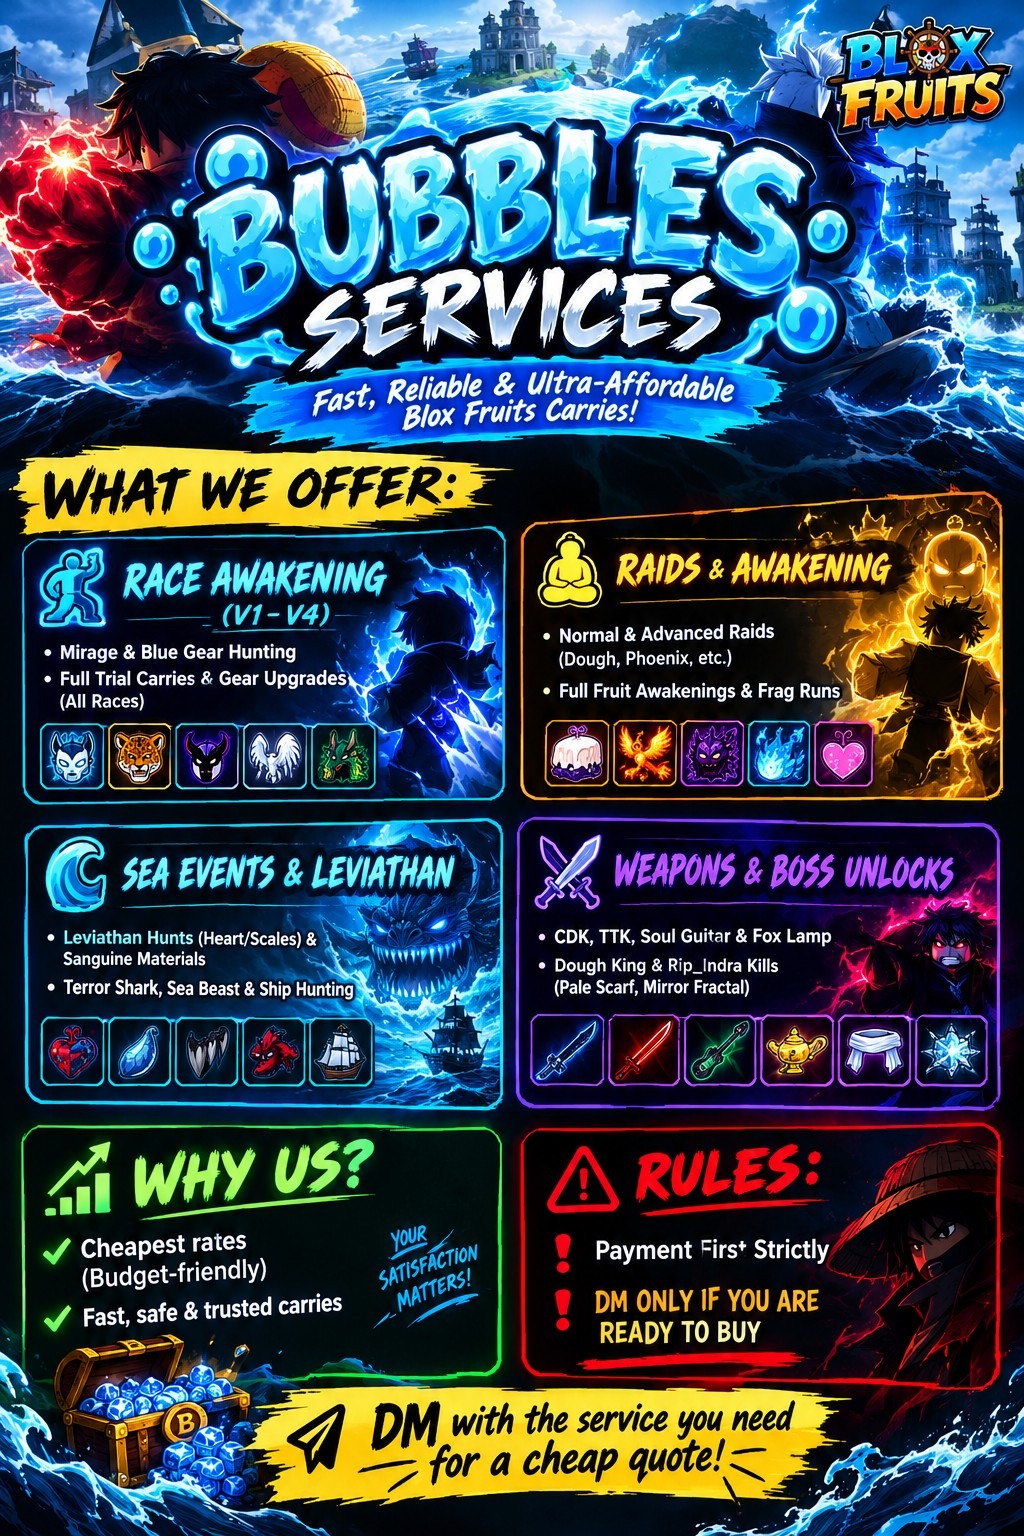 BLOX
FRUITS
BUBBLES
SERVICES
Fast, Reliable & Ultra-Affordable
Blox Fruits Carries!
WHAT WE OFFER:
RACE AWAKENING
(V1 - V4)
• Mirage & Blue Gear Hunting
• Full Trial Carries & Gear Upgrades
(All Races)
RAIDS & AWAKENING
• Normal & Advanced Raids
(Dough, Phoenix, etc.)
• Full Fruit Awakenings & Frag Runs
SEA EVENTS & LEVIATHAN
• Leviathan Hunts (Heart/Scales) &
Sanguine Materials
• Terror Shark, Sea Beast & Ship Hunting
WEAPONS & BOSS UNLOCKS
• CDK, TTK, Soul Guitar & Fox Lamp
• Dough King & Rip_Indra Kills
(Pale Scarf, Mirror Fractal)
WHY US?
✓ Cheapest rates
(Budget-friendly)
✓ Fast, safe & trusted carries
YOUR
SATISFACTION
MATTERS!
RULES:
! Payment First Strictly
! DM ONLY IF YOU ARE
READY TO BUY
B
DM with the service you need
for a cheap quote!